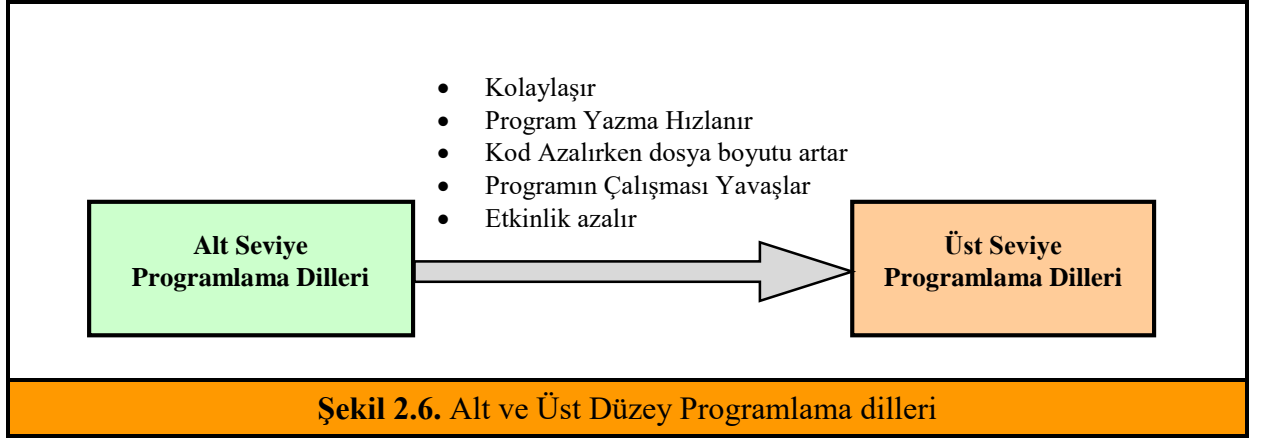 • Kolaylaşır
• Program Yazma Hızlanır
• Kod Azalırken dosya boyutu artar
• Programın Çalışması Yavaşlar
• Etkinlik azalır
Alt Seviye
Programlama Dilleri
Üst Seviye
Programlama Dilleri
Şekil 2.6. Alt ve Üst Düzey Programlama dilleri